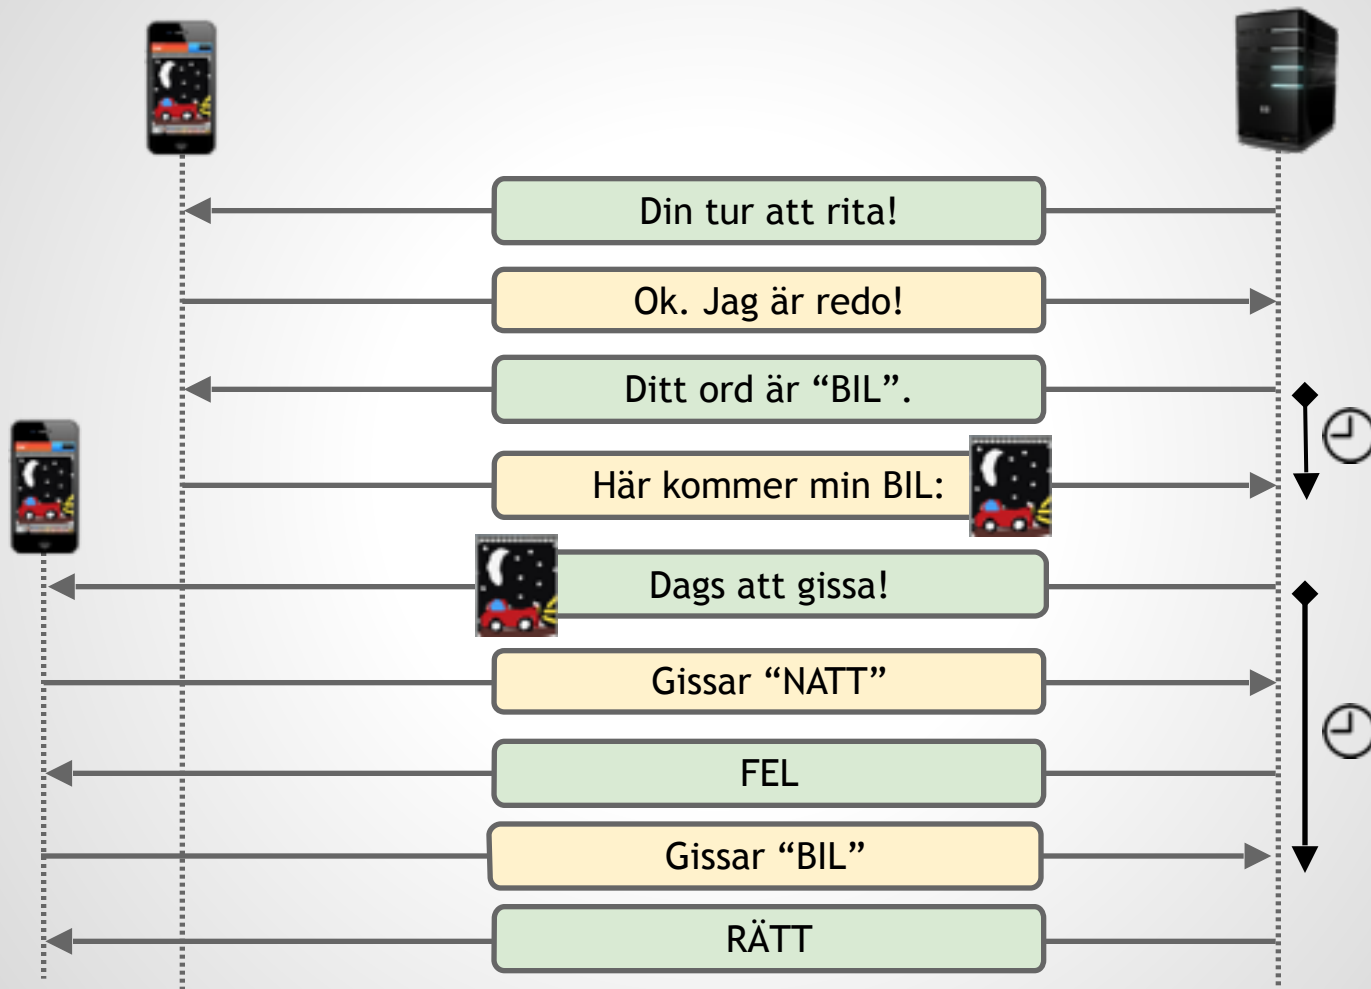 Din tur att rita!
Ok. Jag är redo!
Ditt ord är “BIL”.
Här kommer min BIL:
Dags att gissa!
Gissar “NATT”
FEL
Gissar “BIL”
RÄTT